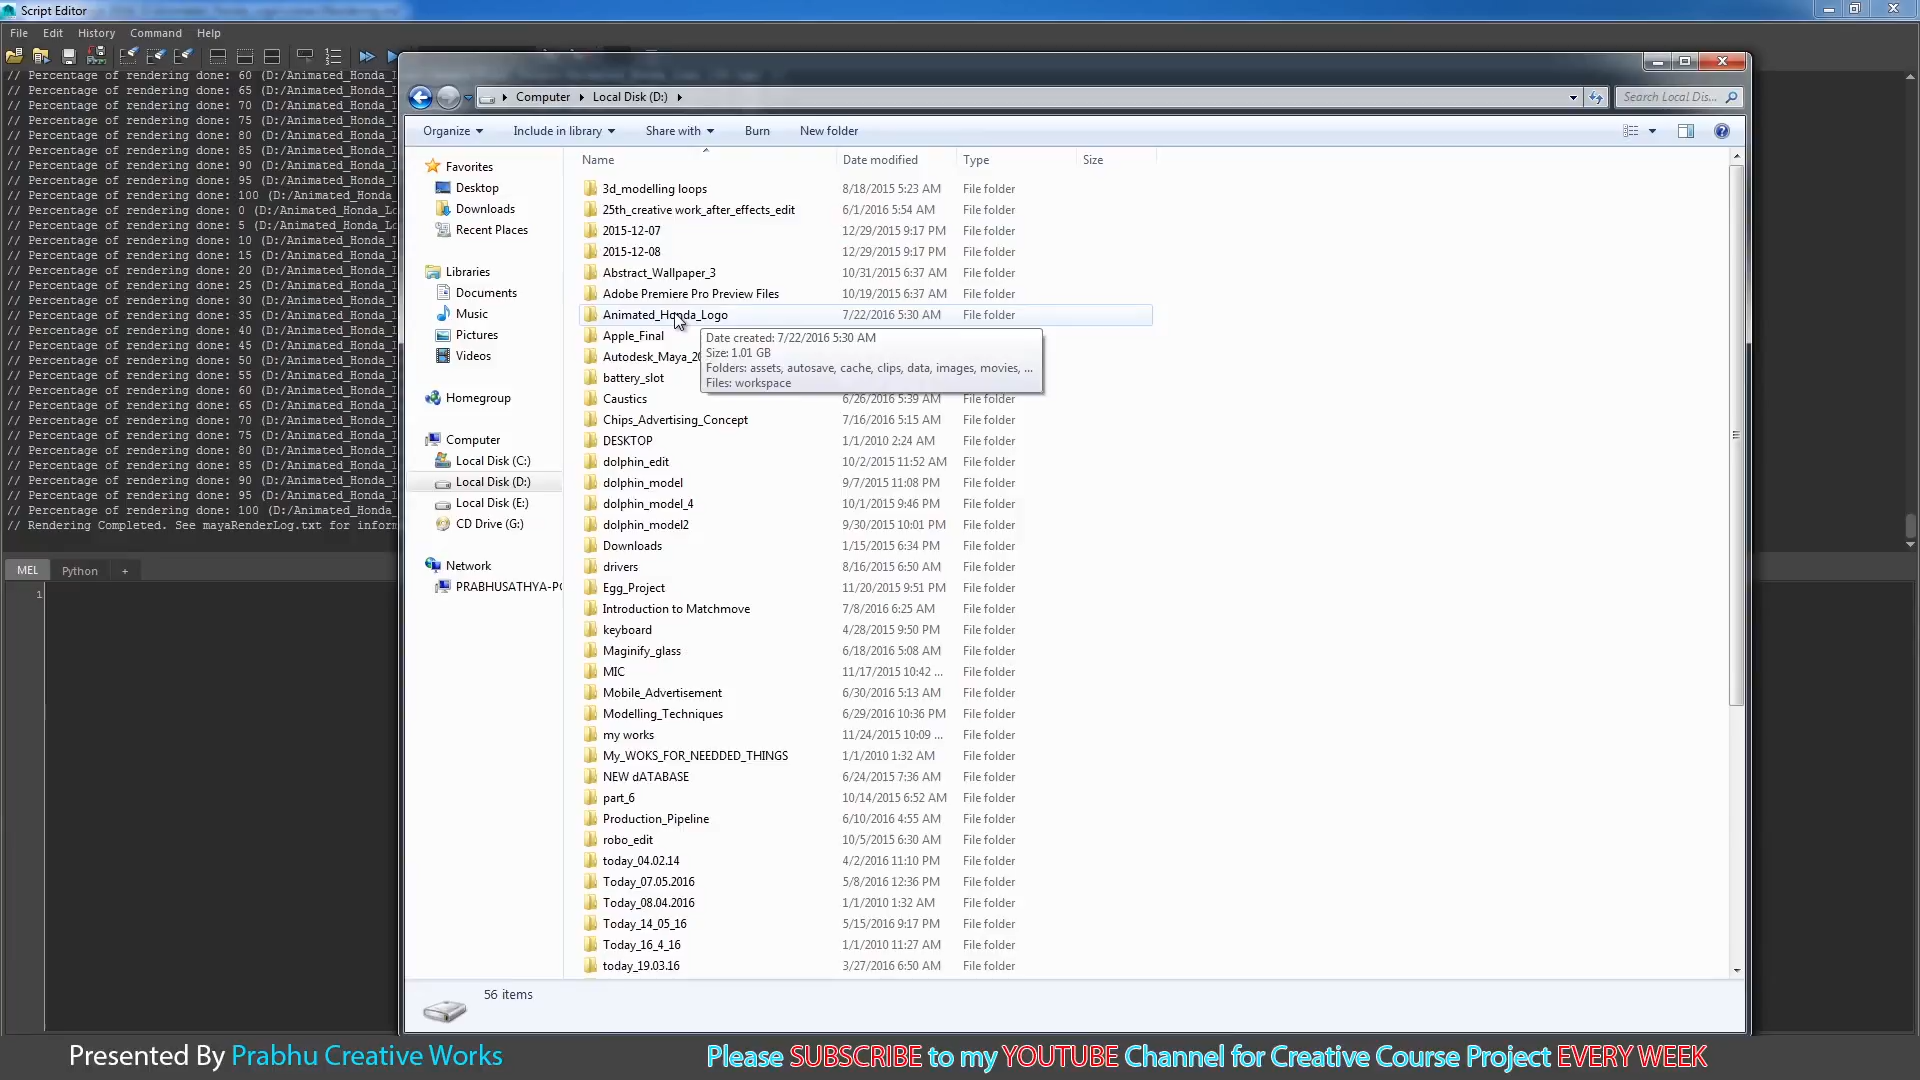 Script Editor
File Edit History Command Help
// Percentage of rendering done: 60 (D:/Animated_Honda_L
// Percentage of rendering done: 65 (D:/Animated_Honda_
// Percentage of rendering done: 70 (D:/Animated_Honda_
// Percentage of rendering done: 75 (D:/Animated_Honda_
// Percentage of rendering done: 80 (D:/Animated_Honda_
// Percentage of rendering done: 85 (D:/Animated_Honda_
// Percentage of rendering done: 90 (D:/Animated_Honda_
// Percentage of rendering done: 95 (D:/Animated_Honda_
// Percentage of rendering done: 100 (D:/Animated_Honda_
// Percentage of rendering done: 0 (D:/Animated_Honda_Lo
// Percentage of rendering done: 5 (D:/Animated_Honda_Lo
// Percentage of rendering done: 10 (D:/Animated_Honda_
// Percentage of rendering done: 15 (D:/Animated_Honda_
// Percentage of rendering done: 20 (D:/Animated_Honda_
// Percentage of rendering done: 25 (D:/Animated_Honda_
// Percentage of rendering done: 30 (D:/Animated_Honda_
// Percentage of rendering done: 35 (D:/Animated_Honda_
// Percentage of rendering done: 40 (D:/Animated_Honda_
// Percentage of rendering done: 45 (D:/Animated_Honda_
// Percentage of rendering done: 50 (D:/Animated_Honda_
// Percentage of rendering done: 55 (D:/Animated_Honda_
// Percentage of rendering done: 60 (D:/Animated_Honda_
// Percentage of rendering done: 65 (D:/Animated_Honda_
// Percentage of rendering done: 70 (D:/Animated_Honda_
// Percentage of rendering done: 75 (D:/Animated_Honda_
// Percentage of rendering done: 80 (D:/Animated_Honda_
// Percentage of rendering done: 85 (D:/Animated_Honda_
// Percentage of rendering done: 90 (D:/Animated_Honda_
// Percentage of rendering done: 95 (D:/Animated_Honda_
// Percentage of rendering done: 100 (D:/Animated_Honda_
// Rendering Completed. See mayaRenderLog.txt for infor
MEL Python +
1
Computer Local Disk (D:)
Search Local Dis...
Organize Include in library Share with Burn New folder
Favorites
Desktop
Downloads
Recent Places
Libraries
Documents
Music
Pictures
Videos
Homegroup
Computer
Local Disk (C:)
Local Disk (D:)
Local Disk (E:)
CD Drive (G:)
Network
PRABHUSATHYA-PC
Name Date modified Type Size
3d_modelling loops 8/18/2015 5:23 AM File folder
25th_creative work_after_effects_edit 6/1/2016 5:54 AM File folder
2015-12-07 12/29/2015 9:17 PM File folder
2015-12-08 12/29/2015 9:17 PM File folder
Abstract_Wallpaper_3 10/31/2015 6:37 AM File folder
Adobe Premiere Pro Preview Files 10/19/2015 6:37 AM File folder
Animated_Honda_Logo 7/22/2016 5:30 AM File folder
Apple_Final
Autodesk_Maya_20
battery_slot
Date created: 7/22/2016 5:30 AM
Size: 1.01 GB
Folders: assets, autosave, cache, clips, data, images, movies, ...
Files: workspace
Caustics 6/26/2016 5:39 AM File folder
Chips_Advertising_Concept 7/16/2016 5:15 AM File folder
DESKTOP 1/1/2010 2:24 AM File folder
dolphin_edit 10/2/2015 11:52 AM File folder
dolphin_model 9/7/2015 11:08 PM File folder
dolphin_model_4 10/1/2015 9:46 PM File folder
dolphin_model2 9/30/2015 10:01 PM File folder
Downloads 1/15/2015 6:34 PM File folder
drivers 8/16/2015 6:50 AM File folder
Egg_Project 11/20/2015 9:51 PM File folder
Introduction to Matchmove 7/8/2016 6:25 AM File folder
keyboard 4/28/2015 9:50 PM File folder
Maginify_glass 6/18/2016 5:08 AM File folder
MIC 11/17/2015 10:42 ... File folder
Mobile_Advertisement 6/30/2016 5:13 AM File folder
Modelling_Techniques 6/29/2016 10:36 PM File folder
my works 11/24/2015 10:09 ... File folder
My_WOKS_FOR_NEEDDED_THINGS 1/1/2010 1:32 AM File folder
NEW dATABASE 6/24/2015 7:36 AM File folder
part_6 10/14/2015 6:52 AM File folder
Production_Pipeline 6/10/2016 4:55 AM File folder
robo_edit 10/5/2015 6:30 AM File folder
today_04.02.14 4/2/2016 11:10 PM File folder
Today_07.05.2016 5/8/2016 12:36 PM File folder
Today_08.04.2016 1/1/2010 1:32 AM File folder
Today_14_05_16 5/15/2016 9:17 PM File folder
Today_16_4_16 1/1/2010 11:27 AM File folder
today_19.03.16 3/27/2016 6:50 AM File folder
56 items
Presented By Prabhu Creative Works
Please SUBSCRIBE to my YOUTUBE Channel for Creative Course Project EVERY WEEK